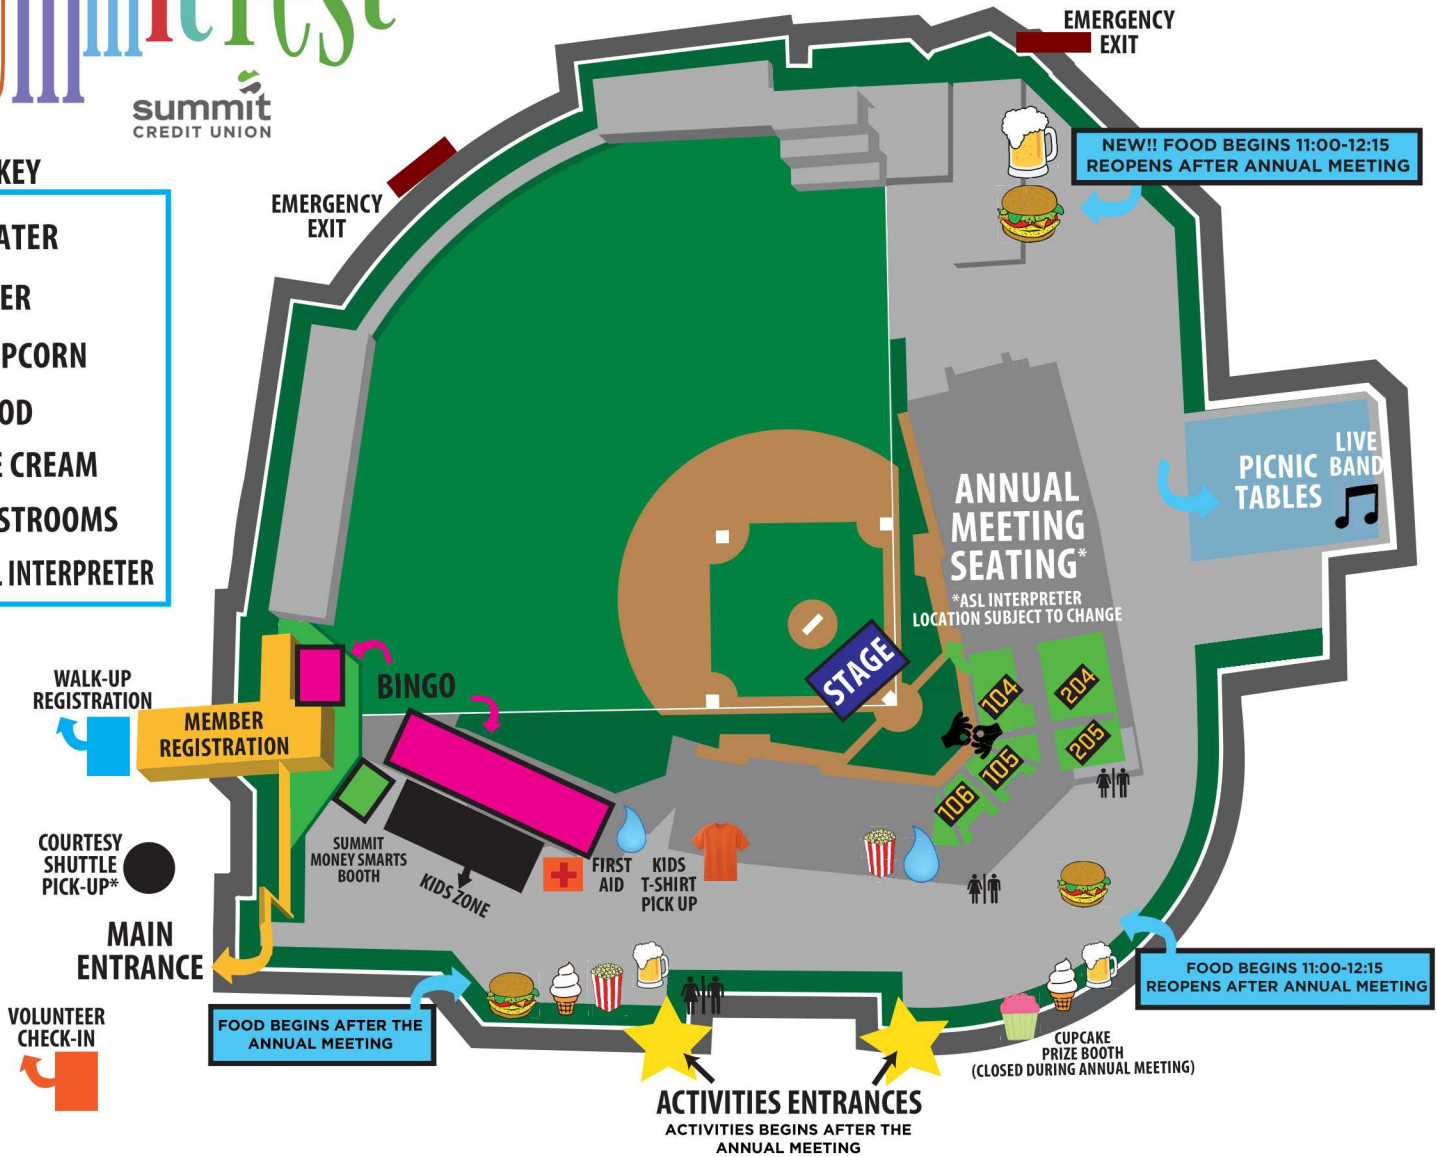 summit
CREDIT UNION
KEY
EMERGENCY
EXIT
EMERGENCY
EXIT
NEW!! FOOD BEGINS 11:00-12:15
REOPENS AFTER ANNUAL MEETING
ATER
ER
PCORN
OD
E CREAM
STROOMS
L INTERPRETER
PICNIC
TABLES
LIVE
BAND
ANNUAL
MEETING
SEATING*
*ASL INTERPRETER
LOCATION SUBJECT TO CHANGE
STAGE
104
204
105
205
106
WALK-UP
REGISTRATION
MEMBER
REGISTRATION
BINGO
COURTESY
SHUTTLE
PICK-UP*
SUMMIT
MONEY SMARTS
BOOTH
KIDS ZONE
FIRST
AID
KIDS
T-SHIRT
PICK UP
MAIN
ENTRANCE
VOLUNTEER
CHECK-IN
FOOD BEGINS AFTER THE
ANNUAL MEETING
FOOD BEGINS 11:00-12:15
REOPENS AFTER ANNUAL MEETING
CUPCAKE
PRIZE BOOTH
(CLOSED DURING ANNUAL MEETING)
ACTIVITIES ENTRANCES
ACTIVITIES BEGINS AFTER THE
ANNUAL MEETING